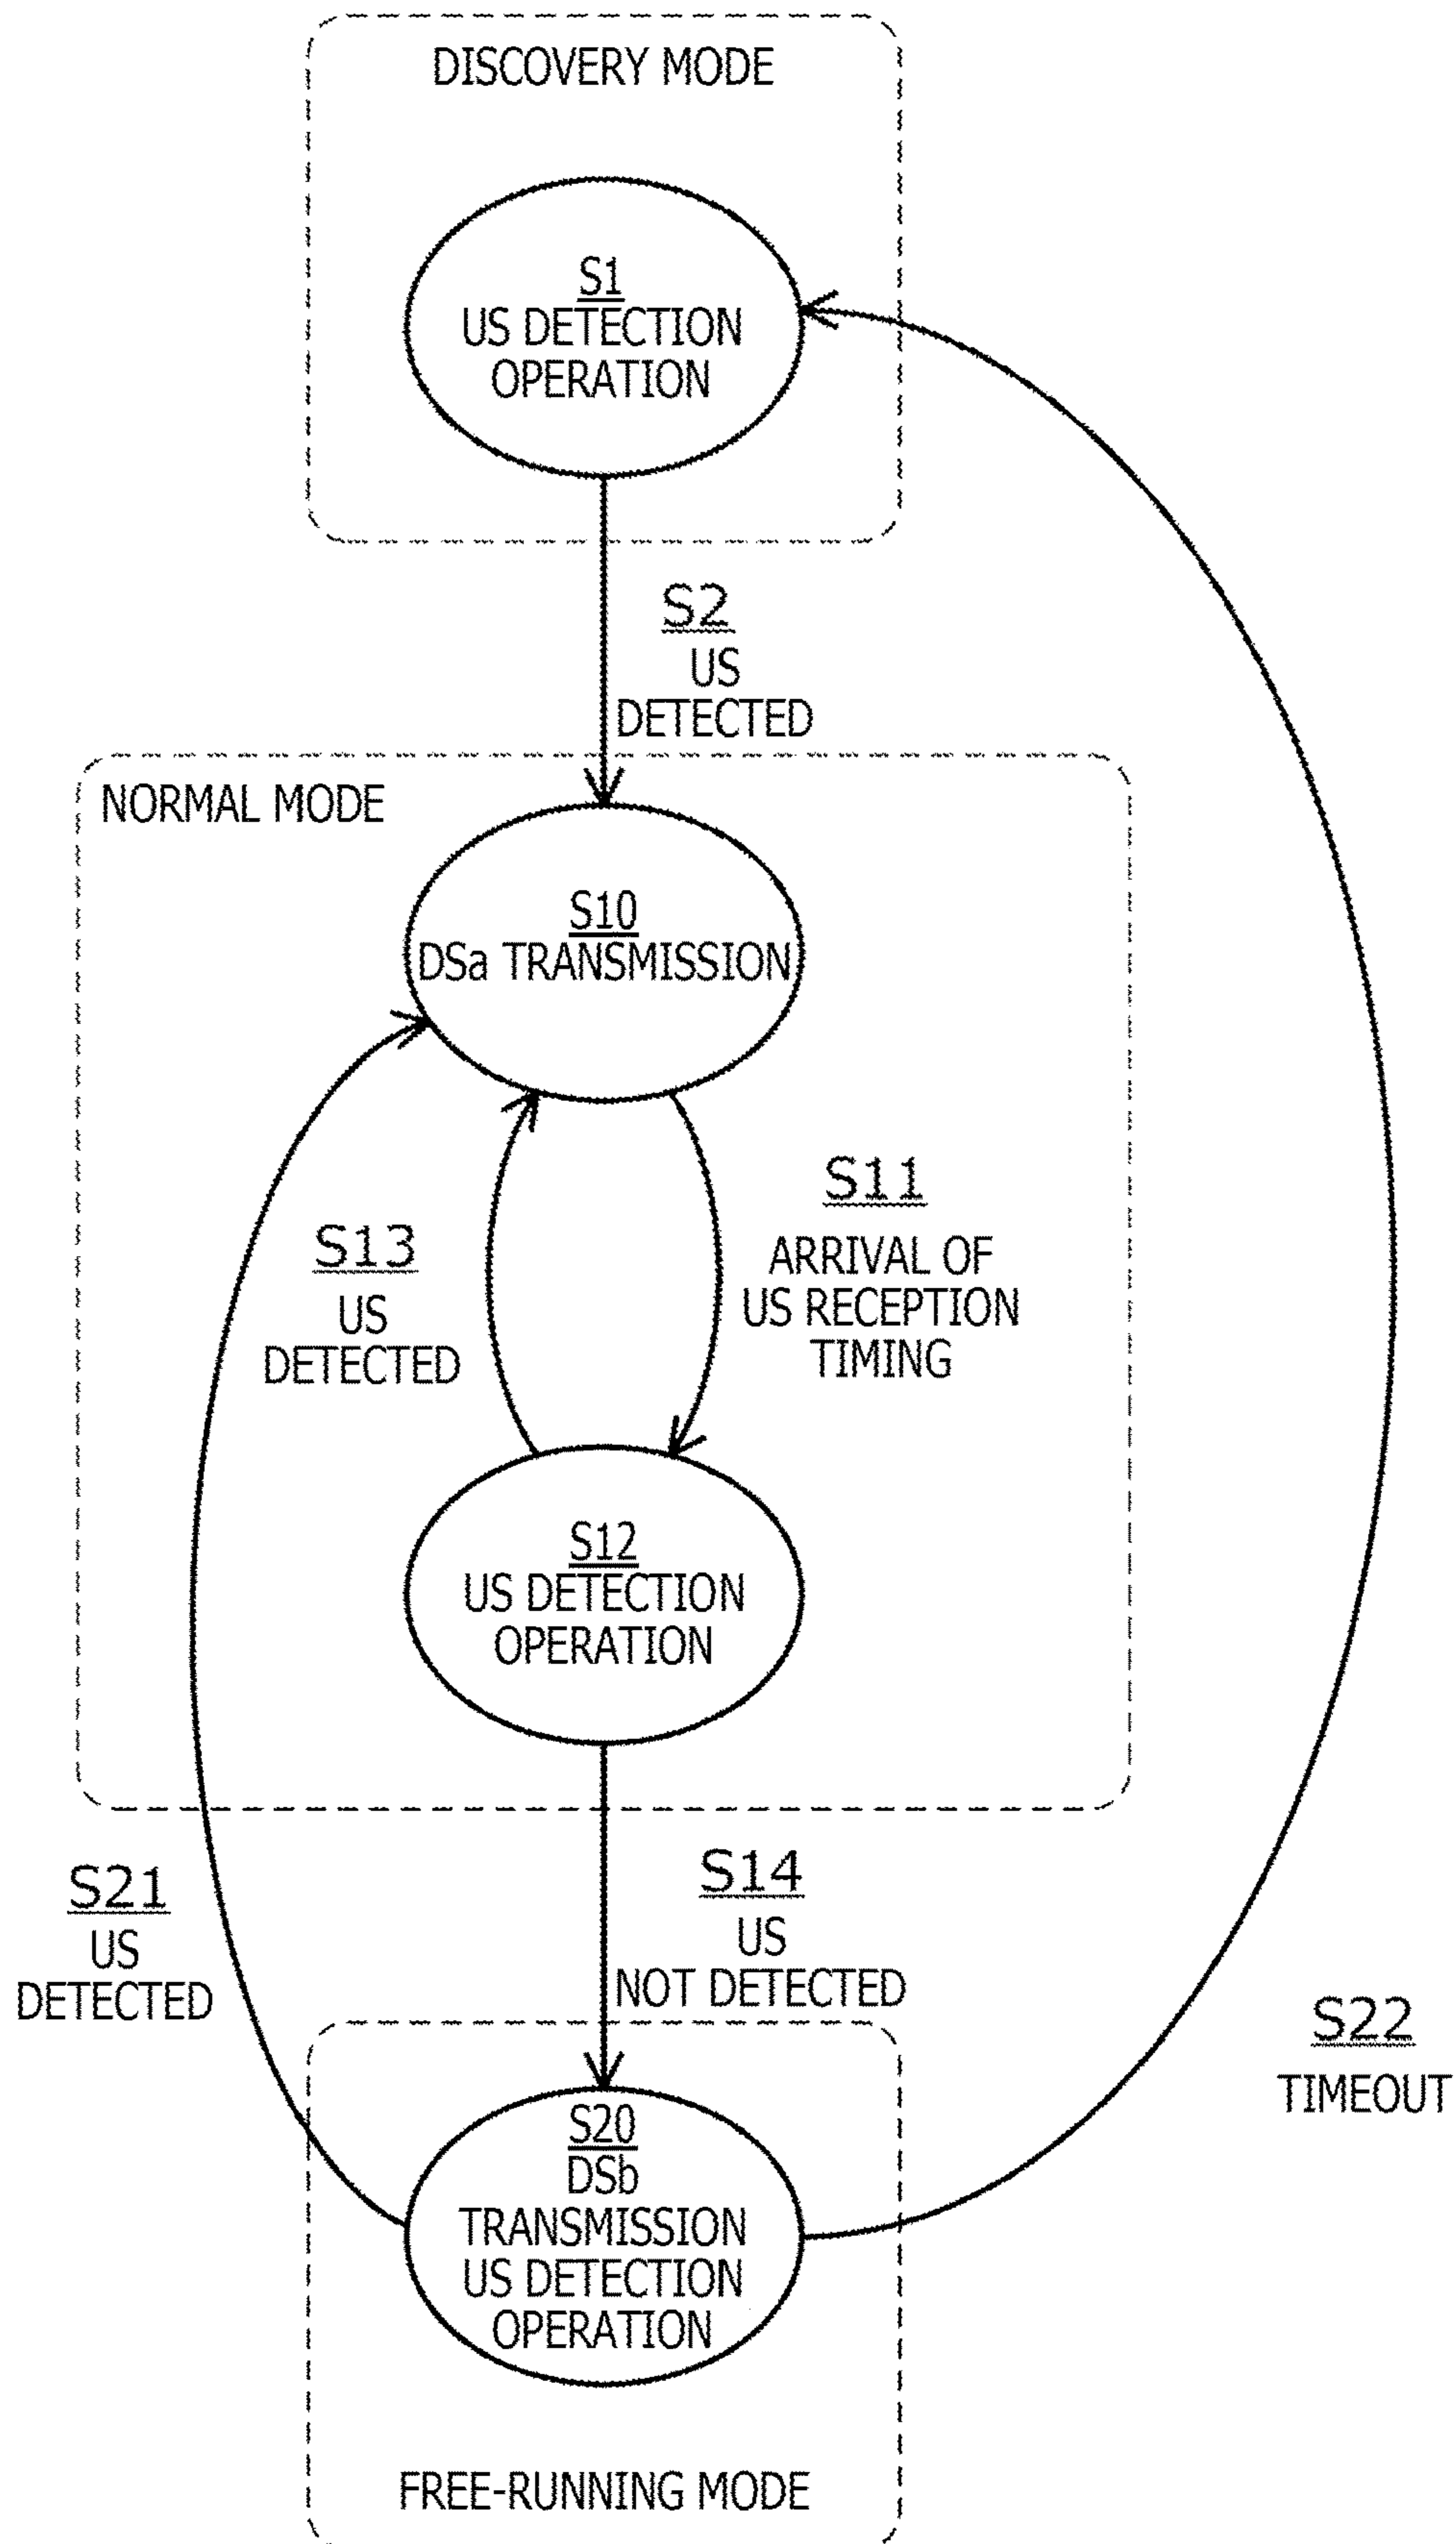 DISCOVERY MODE
S1
US DETECTION
OPERATION
S2
US
DETECTED
NORMAL MODE
S10
DSa TRANSMISSION
S11
ARRIVAL OF
US RECEPTION
TIMING
S13
US
DETECTED
S12
US DETECTION
OPERATION
S14
US
NOT DETECTED
S21
US
DETECTED
S22
TIMEOUT
S20
DSb
TRANSMISSION
US DETECTION
OPERATION
FREE-RUNNING MODE